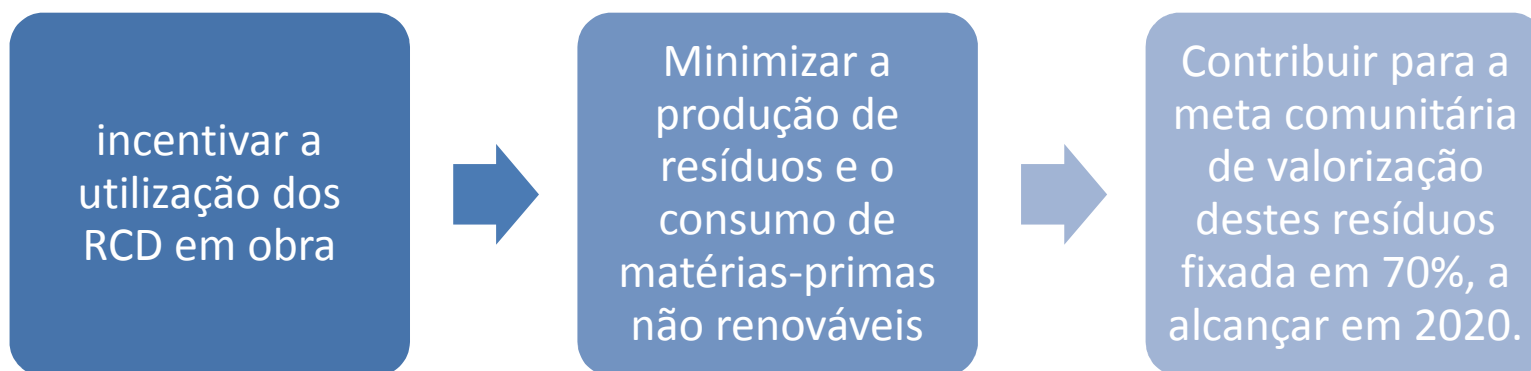 incentivar a
utilização dos
RCD em obra
Minimizar a
produção de
resíduos e o
consumo de
matérias-primas
não renováveis
Contribuir para a
meta comunitária
de valorização
destes resíduos
fixada em 70%, a
alcançar em 2020.